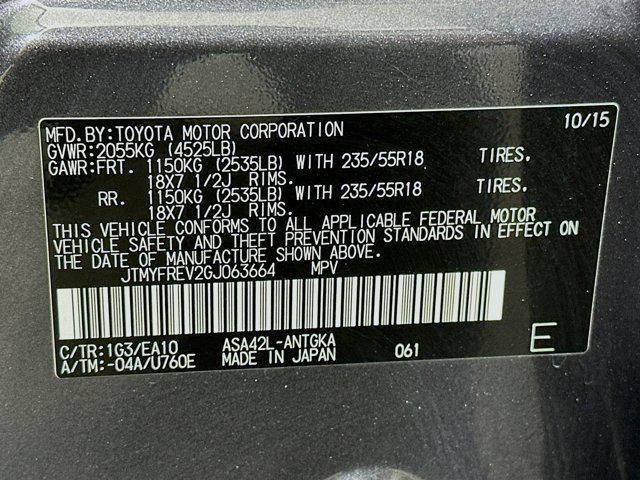 MFD.BY:TOYOTA MOTOR CORPORATION 10/15
GVWR:2055KG (4525LB)
GAWR:FRT. 1150KG (2535LB) WITH 235/55R18 TIRES.
18X7 1/2J RIMS.
RR. 1150KG (2535LB) WITH 235/55R18 TIRES.
18X7 1/2J RIMS.
THIS VEHICLE CONFORMS TO ALL APPLICABLE FEDERAL MOTOR
VEHICLE SAFETY AND THEFT PREVENTION STANDARDS IN EFFECT ON
THE DATE OF MANUFACTURE SHOWN ABOVE.
JTMYFREV2GJ063664 MPV
C/TR:1G3/EA10 ASA42L-ANTGKA
A/TM:-04A/U760E MADE IN JAPAN 061 E